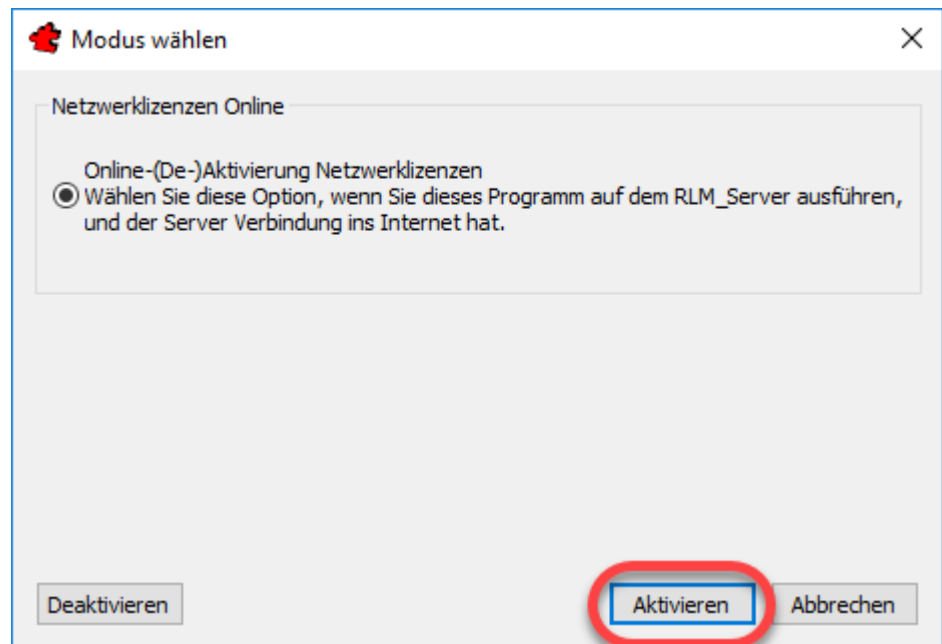 Modus wählen
Netzwerklizenzen Online
Online-(De-)Aktivierung Netzwerklizenzen
Wählen Sie diese Option, wenn Sie dieses Programm auf dem RLM_Server ausführen,
und der Server Verbindung ins Internet hat.
Deaktivieren
Aktivieren
Abbrechen